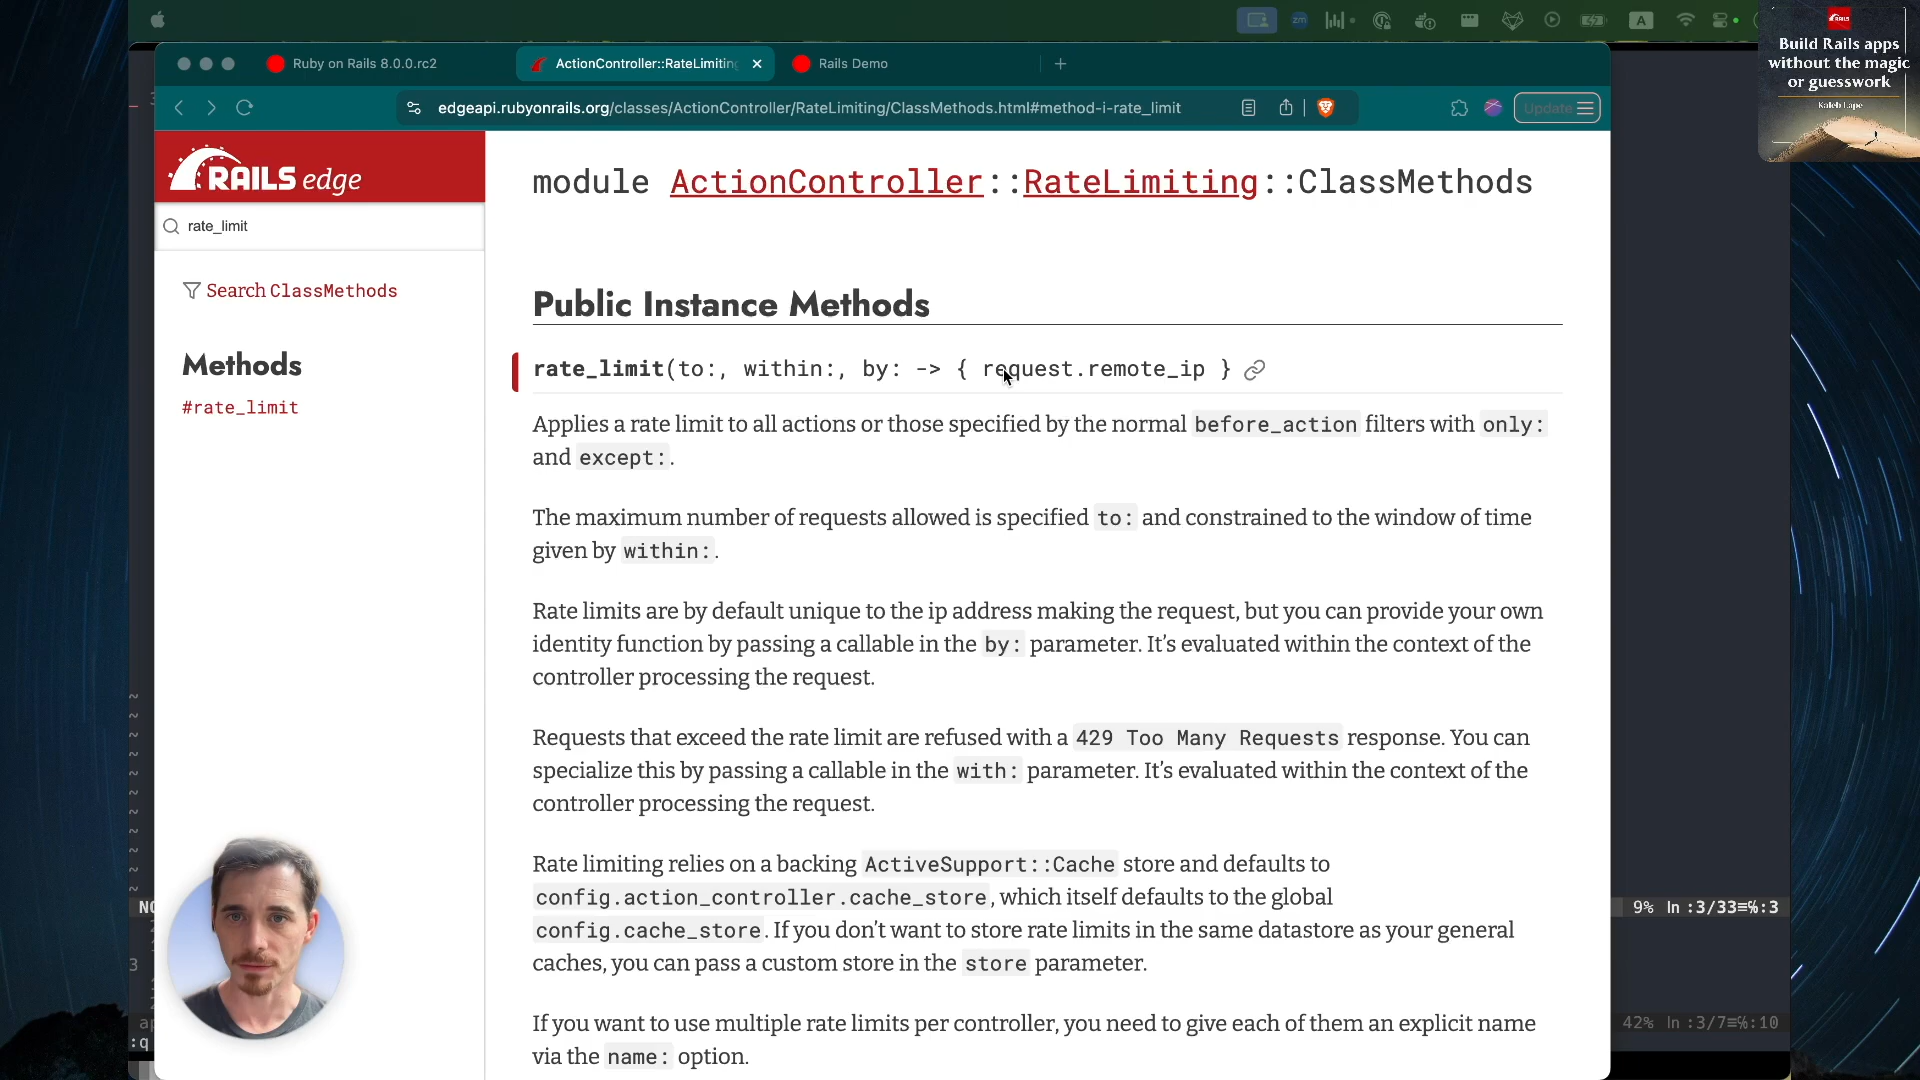 zm
A
Ruby on Rails 8.0.0.rc2
ActionController::RateLimiting
Rails Demo
edgeapi.rubyonrails.org/classes/ActionController/RateLimiting/ClassMethods.html#method-i-rate_limit
Update
RAILS
Build Rails apps
without the magic
or guesswork
Kaleb Lape
RAILS edge
rate_limit
Search ClassMethods
Methods
#rate_limit
module ActionController::RateLimiting::ClassMethods
Public Instance Methods
rate_limit(to:, within:, by: -> { request.remote_ip }
Applies a rate limit to all actions or those specified by the normal before_action filters with only:
and except:.
The maximum number of requests allowed is specified to: and constrained to the window of time
given by within:.
Rate limits are by default unique to the ip address making the request, but you can provide your own
identity function by passing a callable in the by: parameter. It’s evaluated within the context of the
controller processing the request.
Requests that exceed the rate limit are refused with a 429 Too Many Requests response. You can
specialize this by passing a callable in the with: parameter. It’s evaluated within the context of the
controller processing the request.
Rate limiting relies on a backing ActiveSupport::Cache store and defaults to
config.action_controller.cache_store, which itself defaults to the global
config.cache_store. If you don’t want to store rate limits in the same datastore as your general
caches, you can pass a custom store in the store parameter.
If you want to use multiple rate limits per controller, you need to give each of them an explicit name
via the name: option.
NO
3
ap
:q
9% ln :3/33≡℅:3
42% ln :3/7≡℅:10